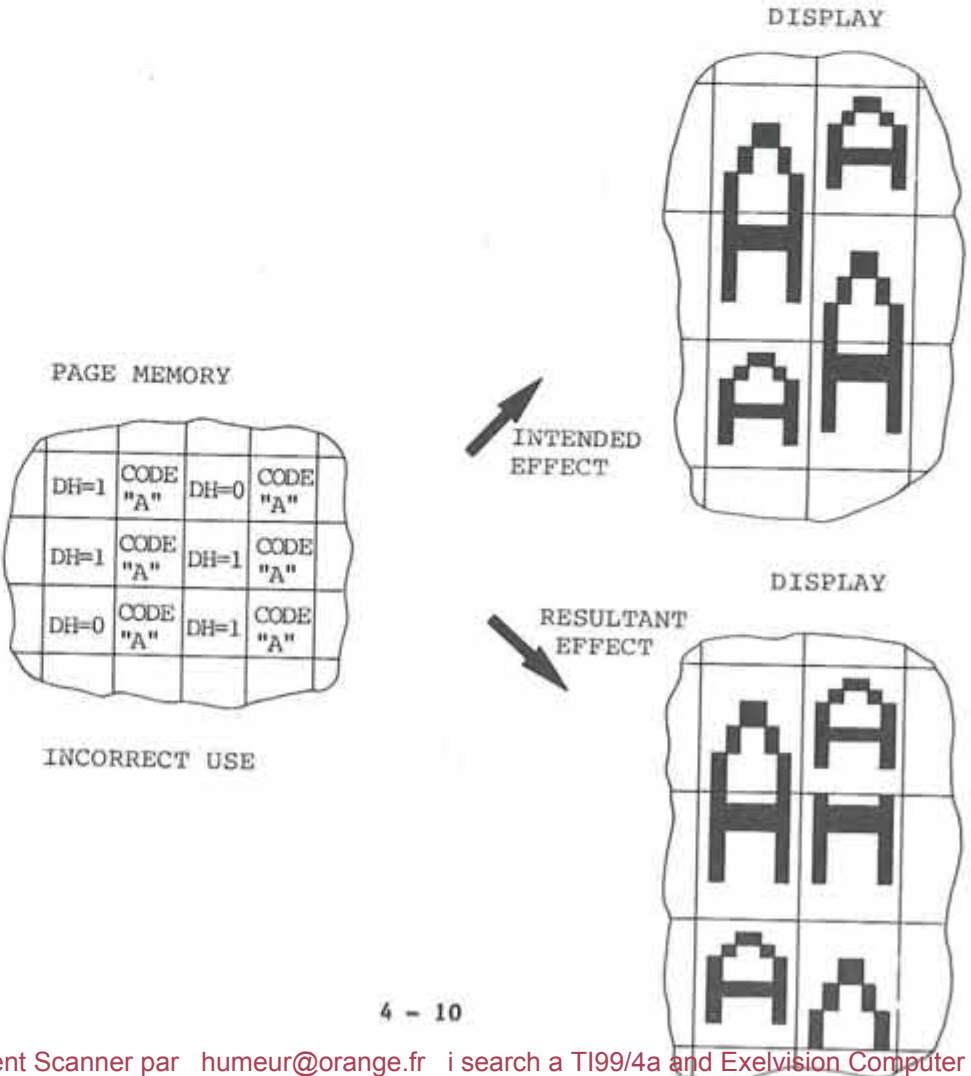 DISPLAY
PAGE MEMORY
DH=1 CODE "A" DH=0 CODE "A"
DH=1 CODE "A" DH=1 CODE "A"
DH=0 CODE "A" DH=1 CODE "A"
INCORRECT USE
INTENDED
EFFECT
RESULTANT
EFFECT
DISPLAY
4 - 10
ent Scanner par humeur@orange.fr i search a TI99/4a and Exelvision Computer